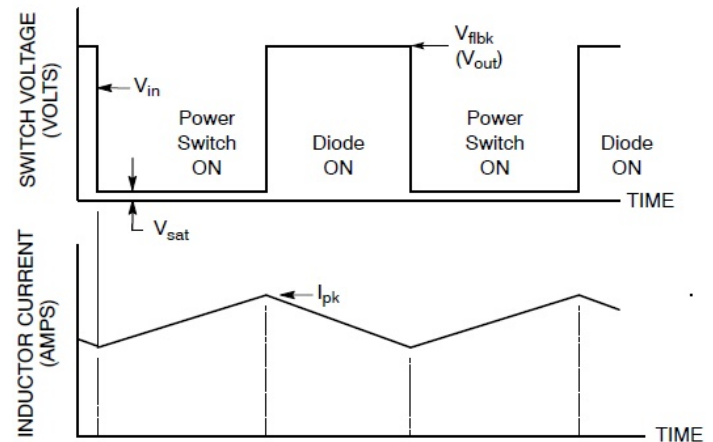 SWITCH VOLTAGE
(VOLTS)
Vflbk
(Vout)
Vin
Power
Switch
ON
Diode
ON
Power
Switch
ON
Diode
ON
TIME
Vsat
INDUCTOR CURRENT
(AMPS)
Ipk
TIME